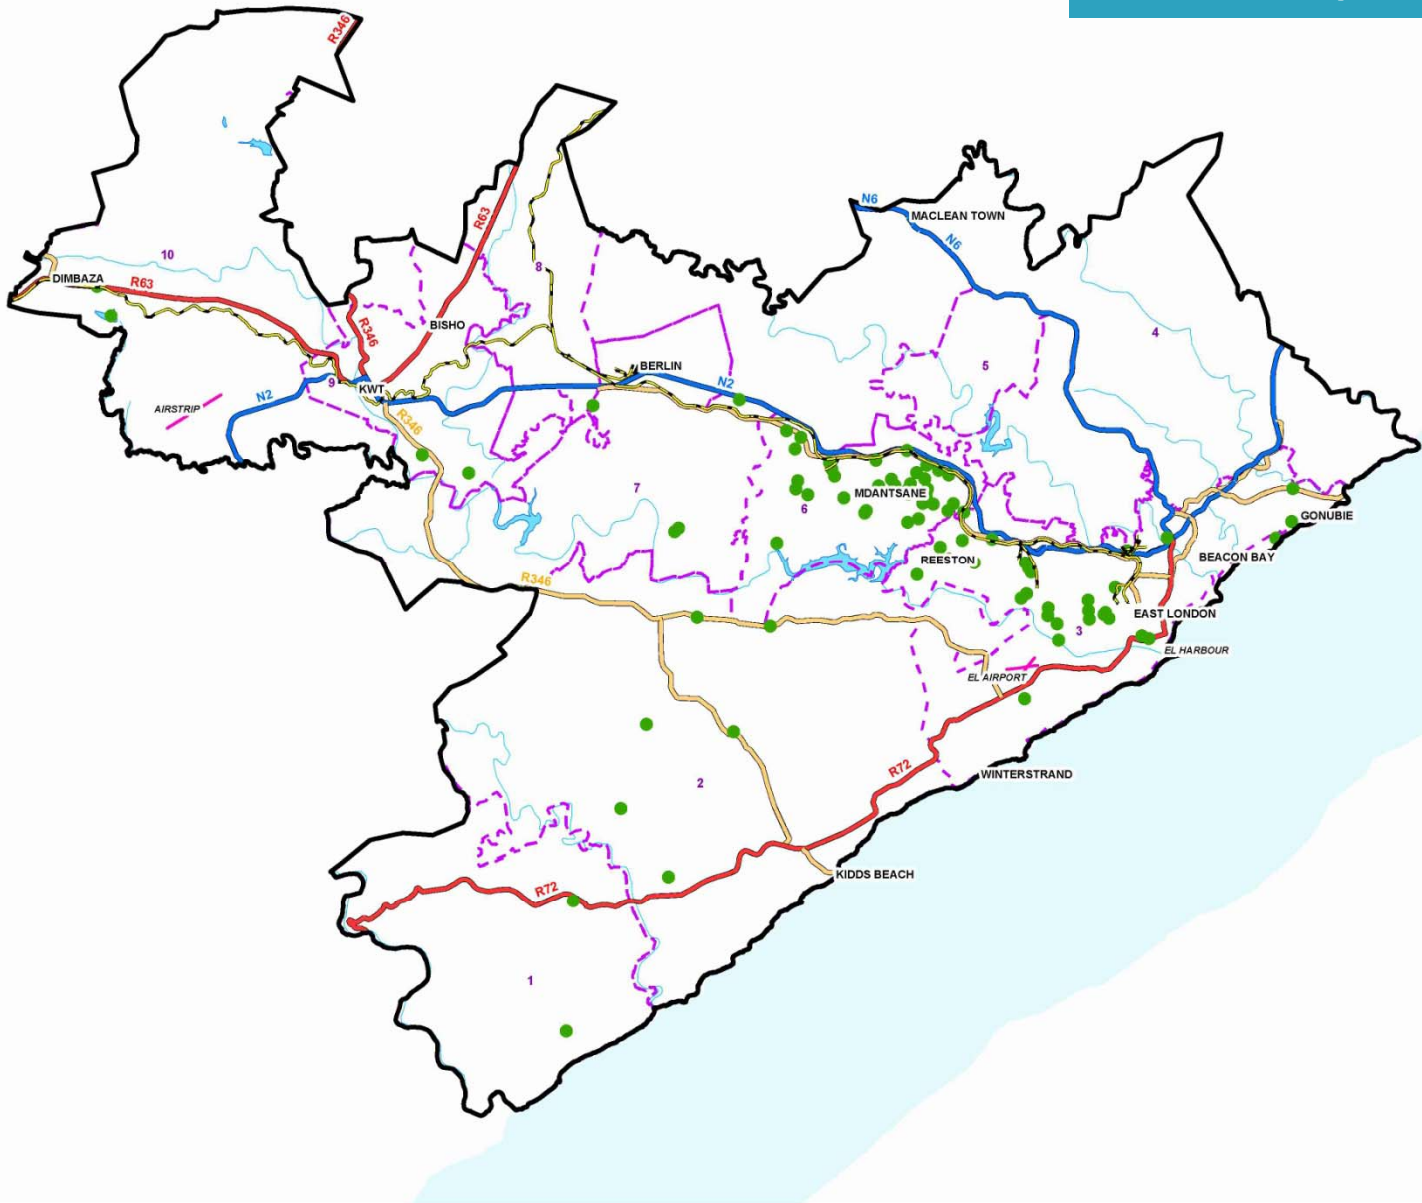 R346
N6
MACLEAN TOWN
N6
R63
10
8
DIMBAZA
R63
R346
BISHO
4
5
BERLIN
9
KWT
N2
N2
AIRSTRIP
R346
7
MDANTSANE
6
GONUBIE
REESTON
BEACON BAY
R346
EAST LONDON
3
EL HARBOUR
EL AIRPORT
R72
WINTERSTRAND
2
KIDDS BEACH
R72
1